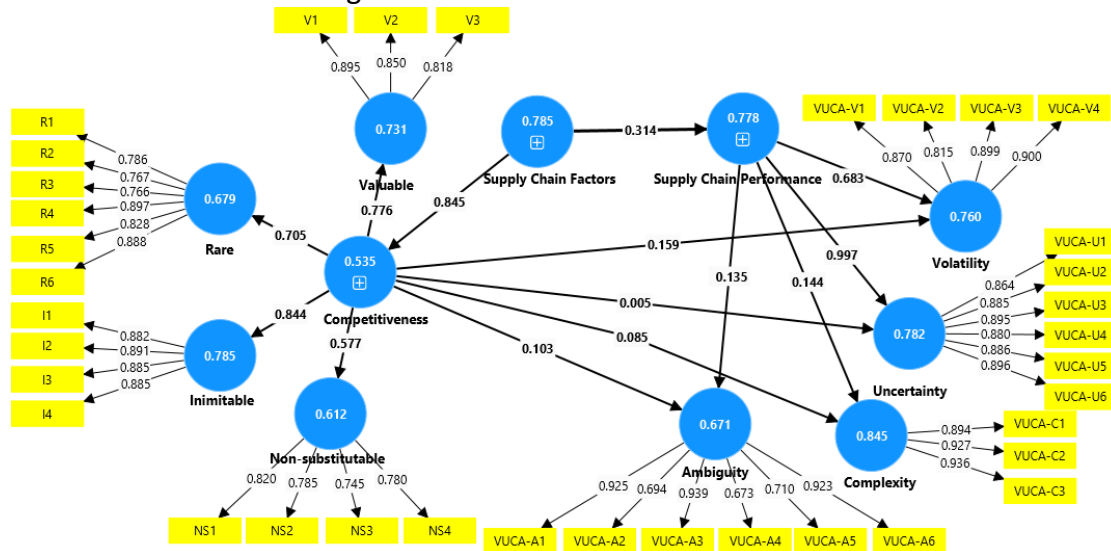 V1
V2
V3
0.895
0.850
0.818
0.731
Valuable
0.776
R1
R2
R3
R4
R5
R6
0.786
0.767
0.766
0.897
0.828
0.888
0.679
Rare
0.705
0.785
Supply Chain Factors
0.314
0.845
0.778
Supply Chain Performance
0.683
VUCA-V1
VUCA-V2
VUCA-V3
VUCA-V4
0.870
0.815
0.899
0.900
0.760
Volatility
0.159
0.535
Competitiveness
0.135
0.144
0.997
0.005
0.085
0.103
VUCA-U1
VUCA-U2
VUCA-U3
VUCA-U4
VUCA-U5
VUCA-U6
0.864
0.885
0.895
0.880
0.886
0.896
0.782
Uncertainty
I1
I2
I3
I4
0.882
0.891
0.885
0.885
0.785
Inimitable
0.844
0.577
0.612
Non-substitutable
0.820
0.785
0.745
0.780
NS1
NS2
NS3
NS4
0.671
Ambiguity
0.925
0.694
0.939
0.673
0.710
0.923
VUCA-A1
VUCA-A2
VUCA-A3
VUCA-A4
VUCA-A5
VUCA-A6
0.845
Complexity
0.894
0.927
0.936
VUCA-C1
VUCA-C2
VUCA-C3